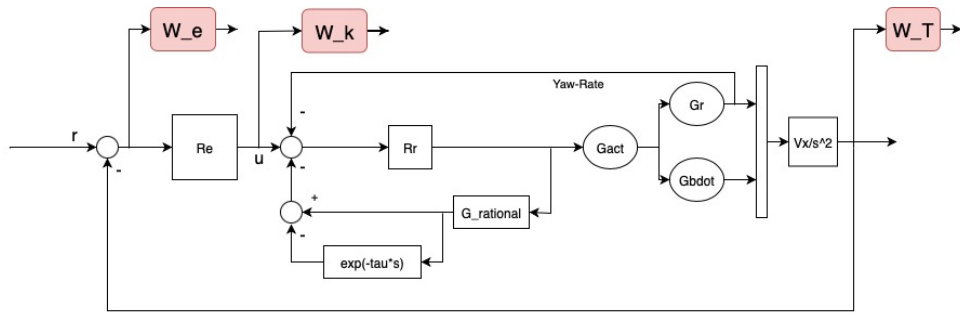 W_e
W_k
W_T
Yaw-Rate
r
-
Re
u
-
-
Rr
Gact
Gr
Gbdot
Vx/s^2
+
-
G_rational
exp(-tau*s)